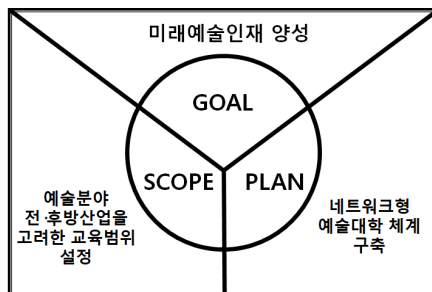 미래예술인재 양성
GOAL
SCOPE
PLAN
예술분야
전·후방산업을
고려한 교육범위
설정
네트워크형
예술대학 체계
구축